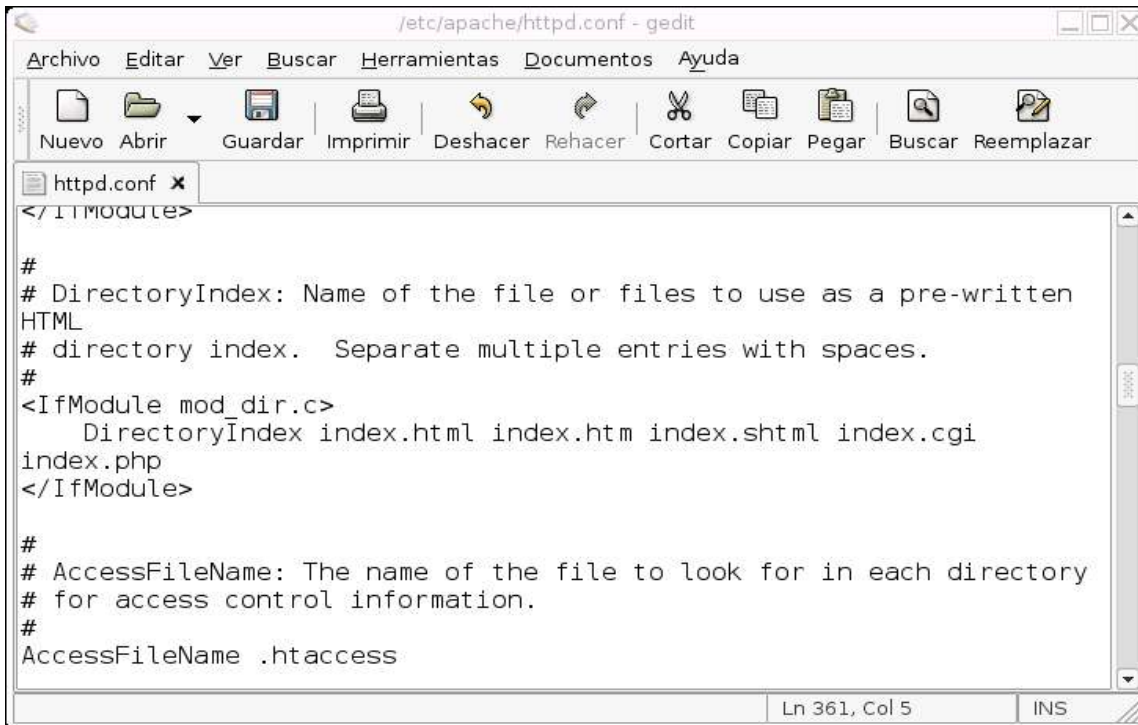 /etc/apache/httpd.conf - gedit
Archivo Editar Ver Buscar Herramientas Documentos Ayuda
Nuevo Abrir Guardar Imprimir Deshacer Rehacer Cortar Copiar Pegar Buscar Reemplazar
httpd.conf
</IfModule>
#
# DirectoryIndex: Name of the file or files to use as a pre-written
HTML
# directory index.  Separate multiple entries with spaces.
#
<IfModule mod_dir.c>
    DirectoryIndex index.html index.htm index.shtml index.cgi
index.php
</IfModule>
#
# AccessFileName: The name of the file to look for in each directory
# for access control information.
#
AccessFileName .htaccess
Ln 361, Col 5 INS